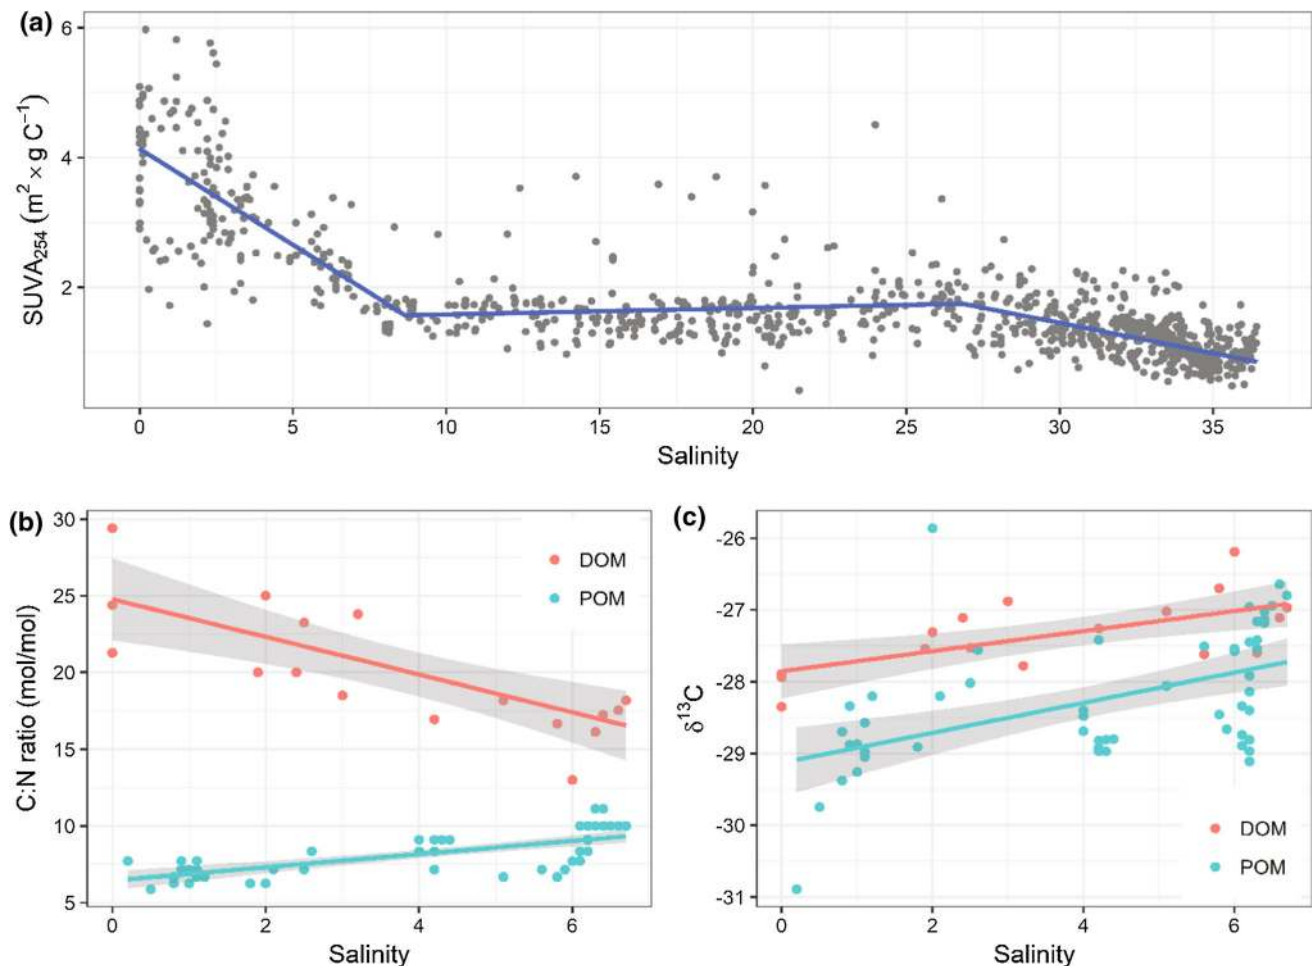 (a)
6
4
2
SUVA₂₅₄ (m² × g C⁻¹)
0 5 10 15 20 25 30 35
Salinity
(b)
30
25
20
15
10
5
C:N ratio (mol/mol)
DOM
POM
0 2 4 6
Salinity
(c)
-26
-27
-28
-29
-30
-31
δ¹³C
DOM
POM
0 2 4 6
Salinity